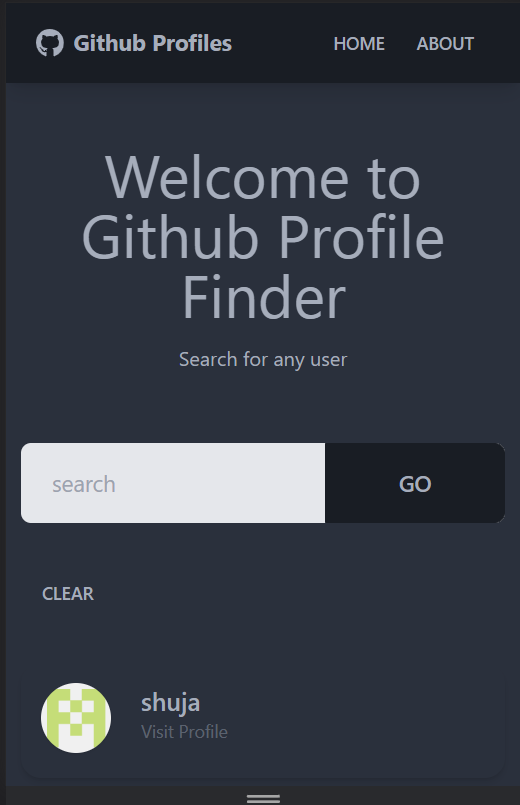 Github Profiles HOME ABOUT
Welcome to
Github Profile
Finder
Search for any user
search GO
CLEAR
shuja
Visit Profile